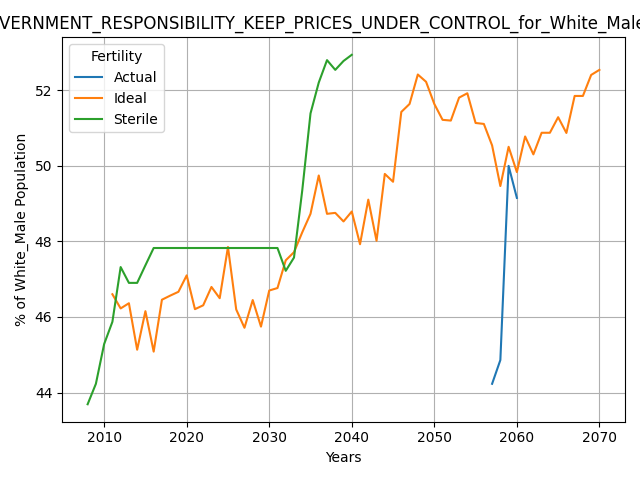 VERNMENT_RESPONSIBILITY_KEEP_PRICES_UNDER_CONTROL_for_White_Male
Fertility
Actual
Ideal
Sterile
% of White_Male Population
52
50
48
46
44
2010 2020 2030 2040 2050 2060 2070
Years